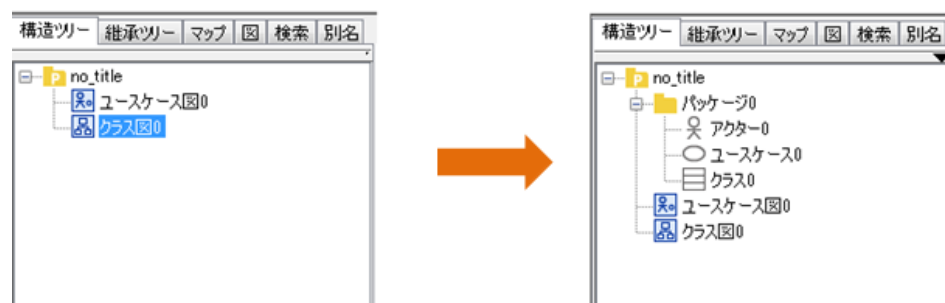 構造ツリー 継承ツリー マップ 図 検索 別名
P no_title
ユースケース図0
クラス図0
構造ツリー 継承ツリー マップ 図 検索 別名
P no_title
パッケージ0
アクター0
ユースケース0
クラス0
ユースケース図0
クラス図0